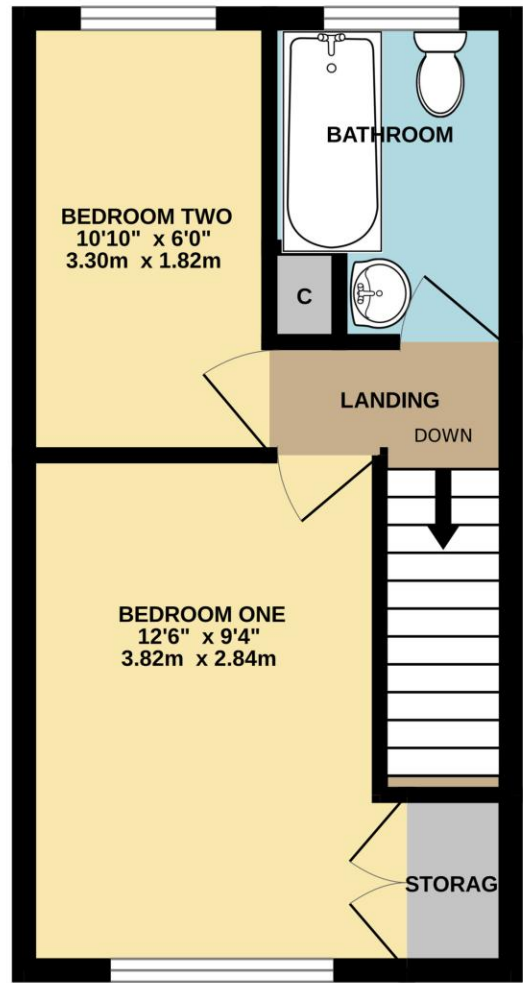 BATHROOM
BEDROOM TWO
10'10" x 6'0"
3.30m x 1.82m
C
LANDING
DOWN
BEDROOM ONE
12'6" x 9'4"
3.82m x 2.84m
STORAG